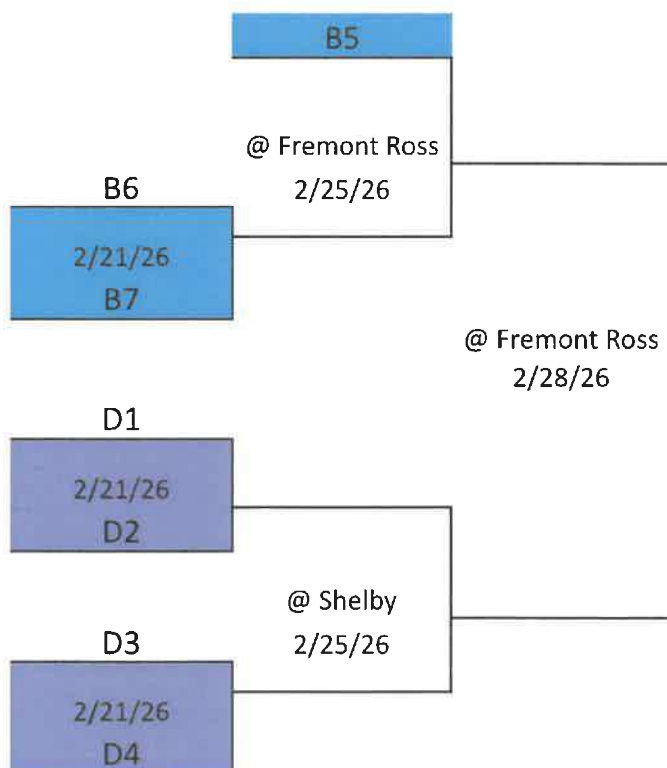 B5
@ Fremont Ross
2/25/26
B6
2/21/26
B7
@ Fremont Ross
2/28/26
D1
2/21/26
D2
@ Shelby
2/25/26
D3
2/21/26
D4